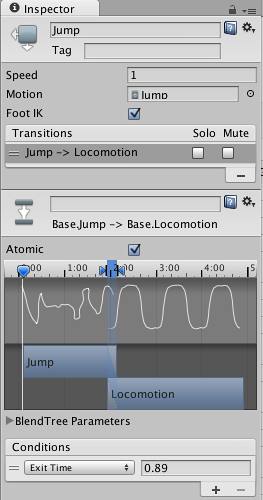 Inspector
Jump
Tag
Speed 1
Motion Jump
Foot IK
Transitions Solo Mute
Jump -> Locomotion
Base.Jump -> Base.Locomotion
Atomic
:00 1:00 2:00 3:00 4:00 5
Jump
Locomotion
BlendTree Parameters
Conditions
Exit Time 0.89